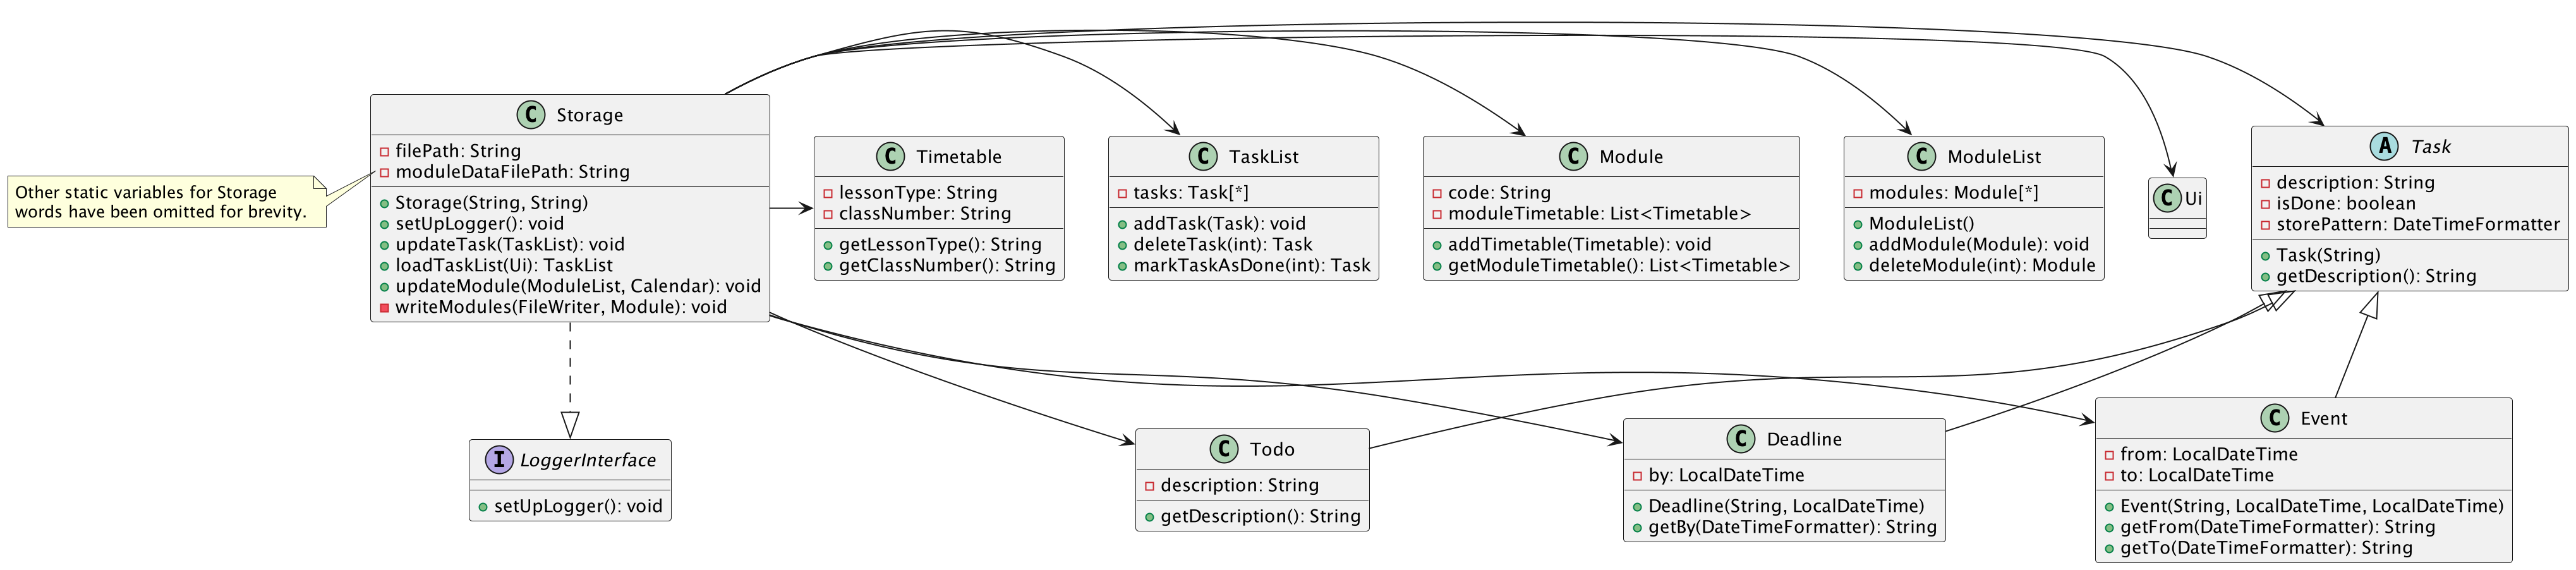 Other static variables for Storage
words have been omitted for brevity.
C Storage
filePath: String
moduleDataFilePath: String
Storage(String, String)
setUpLogger(): void
updateTask(TaskList): void
loadTaskList(Ui): TaskList
updateModule(ModuleList, Calendar): void
writeModules(FileWriter, Module): void
C Timetable
lessonType: String
classNumber: String
getLessonType(): String
getClassNumber(): String
C TaskList
tasks: Task[*]
addTask(Task): void
deleteTask(int): Task
markTaskAsDone(int): Task
C Module
code: String
moduleTimetable: List<Timetable>
addTimetable(Timetable): void
getModuleTimetable(): List<Timetable>
C ModuleList
modules: Module[*]
ModuleList()
addModule(Module): void
deleteModule(int): Module
C Ui
A Task
description: String
isDone: boolean
storePattern: DateTimeFormatter
Task(String)
getDescription(): String
I LoggerInterface
setUpLogger(): void
C Todo
description: String
getDescription(): String
C Deadline
by: LocalDateTime
Deadline(String, LocalDateTime)
getBy(DateTimeFormatter): String
C Event
from: LocalDateTime
to: LocalDateTime
Event(String, LocalDateTime, LocalDateTime)
getFrom(DateTimeFormatter): String
getTo(DateTimeFormatter): String